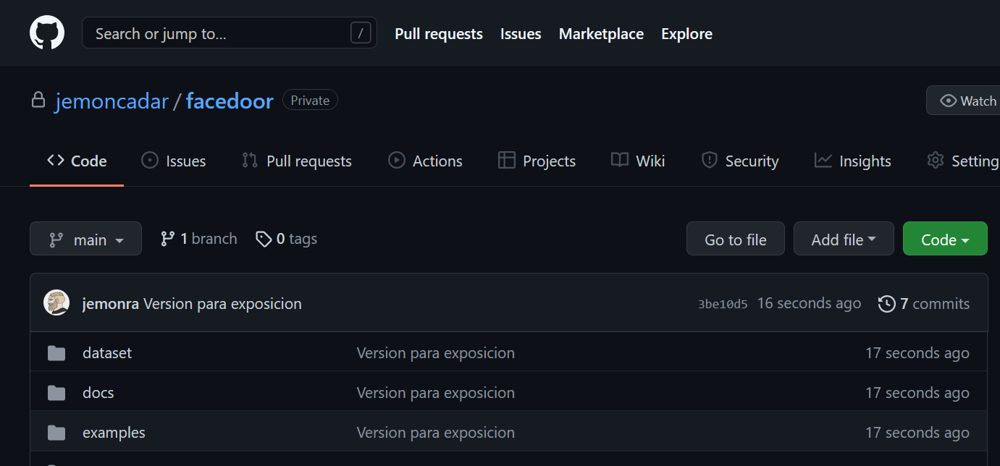 Search or jump to... / Pull requests Issues Marketplace Explore
jemoncadar / facedoor Private Watch
Code Issues Pull requests Actions Projects Wiki Security Insights Setting
main 1 branch 0 tags Go to file Add file Code
jemonra Version para exposicion 3be10d5 16 seconds ago 7 commits
dataset Version para exposicion 17 seconds ago
docs Version para exposicion 17 seconds ago
examples Version para exposicion 17 seconds ago